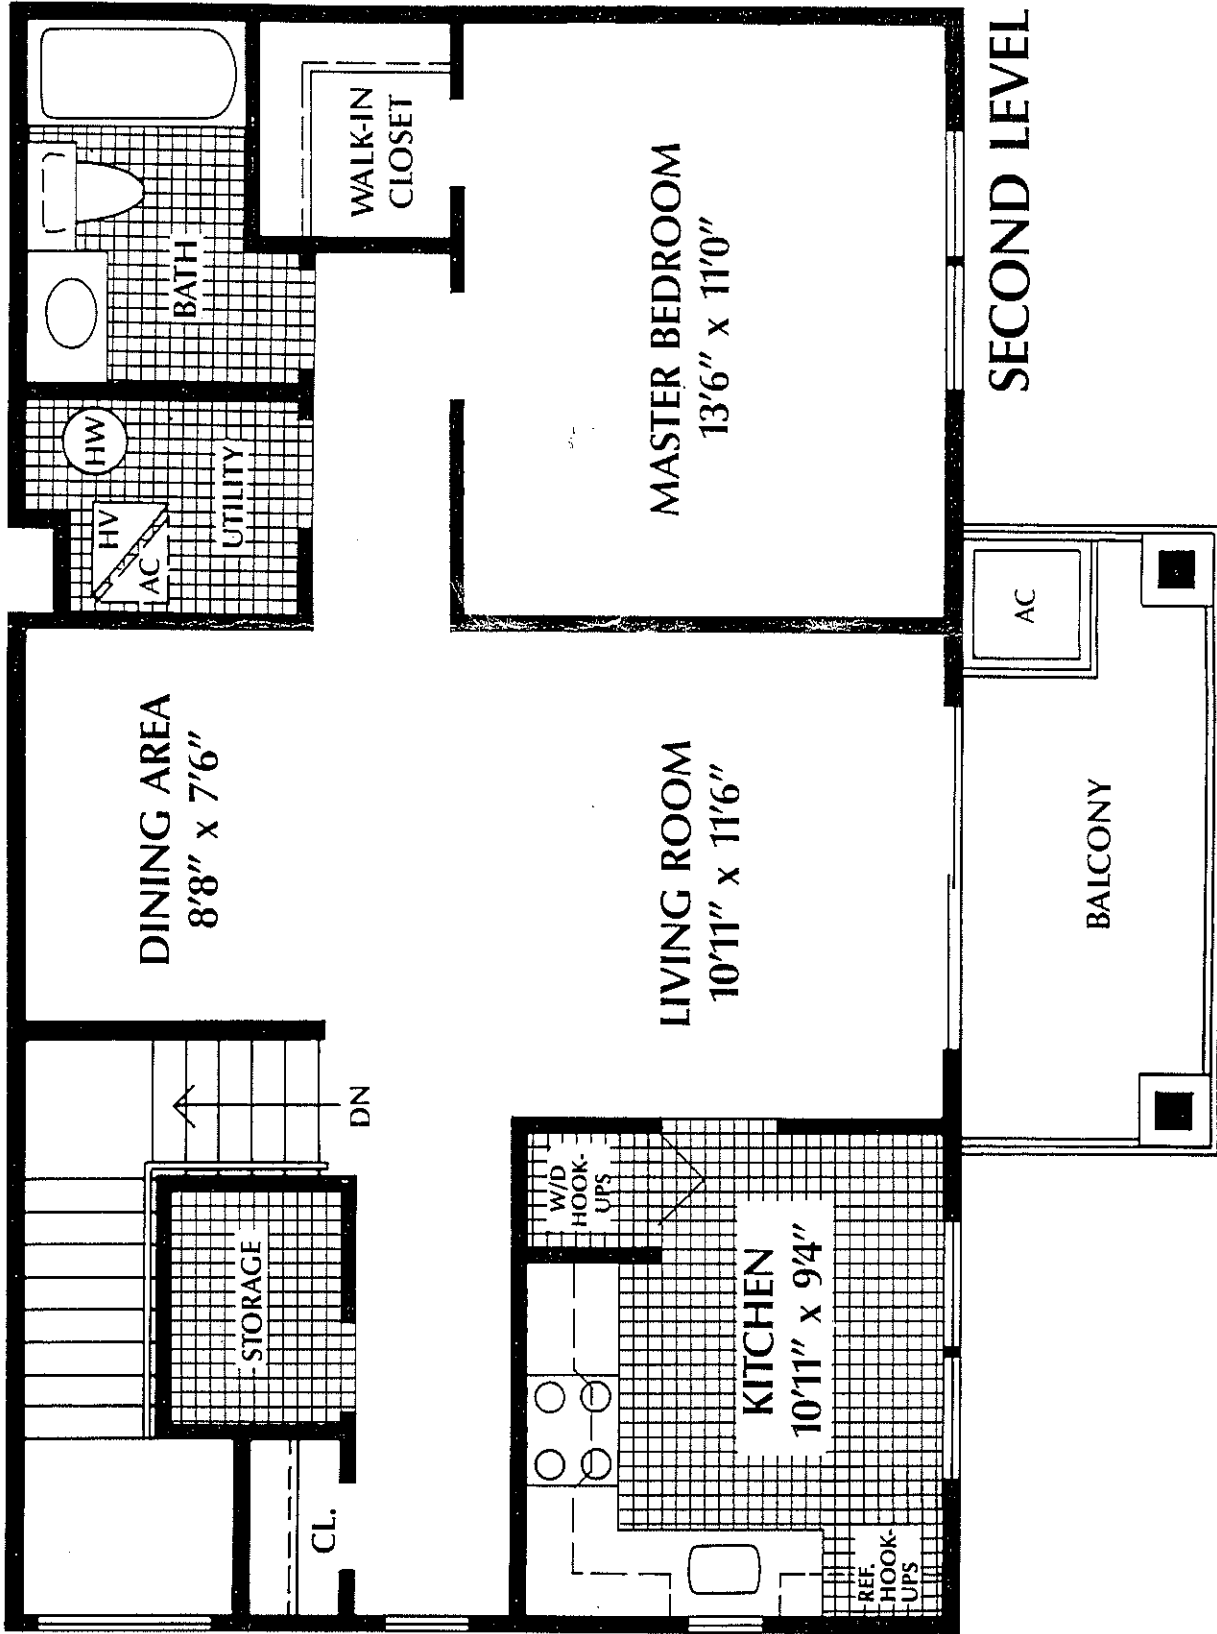 STORAGE
CL.
DN
DINING AREA
8'8" x 7'6"
HV
AC
HW
UTILITY
BATH
WALK-IN
CLOSET
REF.
HOOK-
UPS
KITCHEN
10'11" x 9'4"
W/D
HOOK-
UPS
LIVING ROOM
10'11" x 11'6"
MASTER BEDROOM
13'6" x 11'0"
BALCONY
AC
SECOND LEVEL